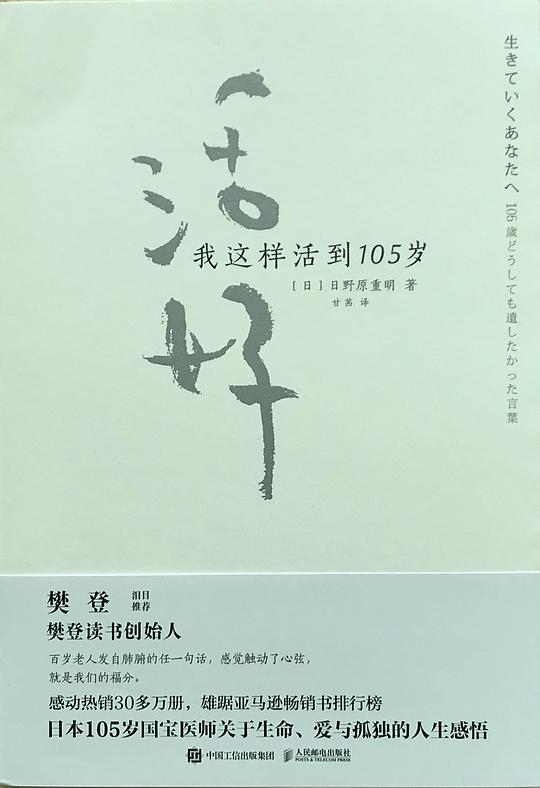 活好
我这样活到105岁
[日]日野原重明 著
甘茜 译
生きていくあなたへ 105歳どうしても遺したかった言葉
樊登 泪目推荐
樊登读书创始人
百岁老人发自肺腑的任一句话，感觉触动了心弦，
就是我们的福分。
感动热销30多万册，雄踞亚马逊畅销书排行榜
日本105岁国宝医师关于生命、爱与孤独的人生感悟
中国工信出版集团 人民邮电出版社
POSTS & TELECOM PRESS